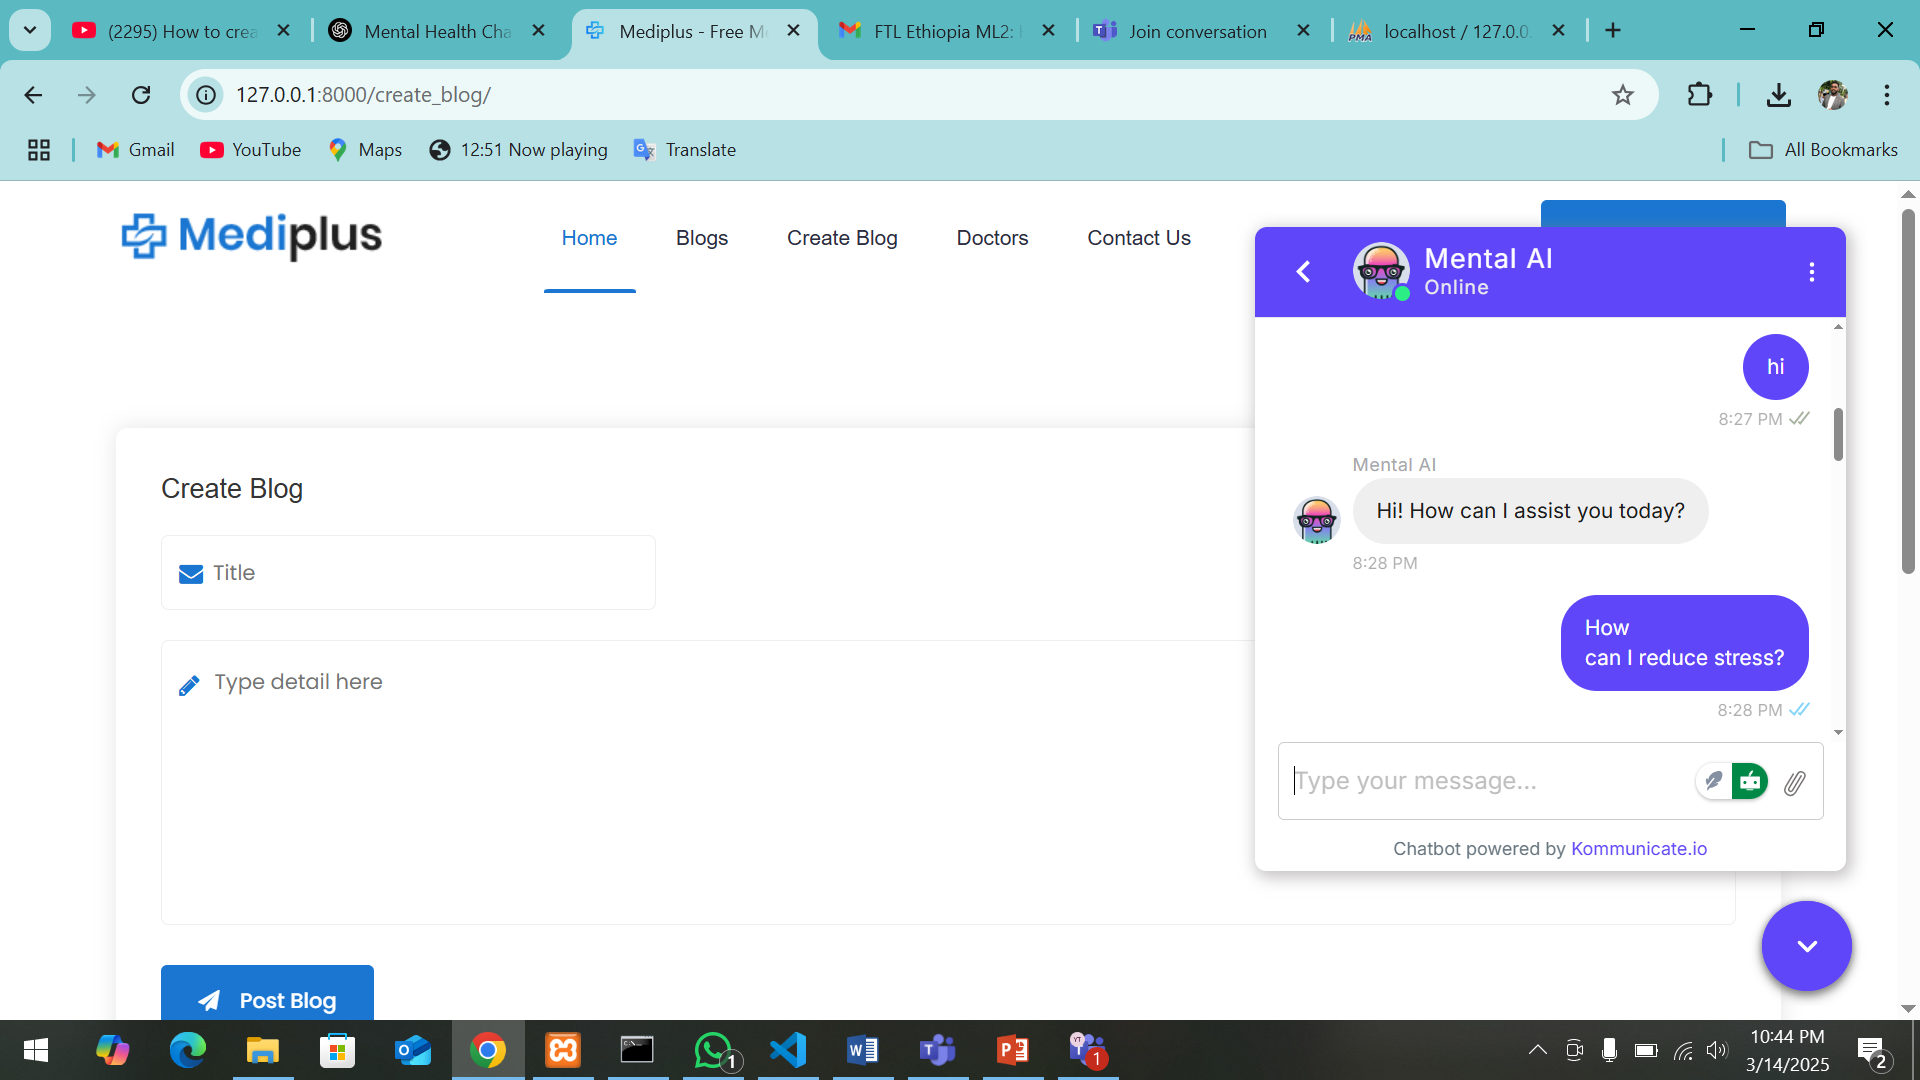 (2295) How to crea
Mental Health Cha
Mediplus - Free Me
FTL Ethiopia ML2:
Join conversation
localhost / 127.0.0.
127.0.0.1:8000/create_blog/
Gmail
YouTube
Maps
12:51 Now playing
Translate
All Bookmarks
Mediplus
Home
Blogs
Create Blog
Doctors
Contact Us
Create Blog
Title
Type detail here
Post Blog
Mental AI
Online
hi
8:27 PM
Mental AI
Hi! How can I assist you today?
8:28 PM
How
can I reduce stress?
8:28 PM
Type your message...
Chatbot powered by Kommunicate.io
1
1
10:44 PM
3/14/2025
2